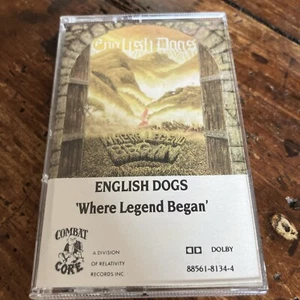 English Dogs
WHERE LEGEND
BEGAN
ENGLISH DOGS
'Where Legend Began'
COMBAT
CORE
A DIVISION
OF RELATIVITY
RECORDS INC.
DOLBY
88561-8134-4